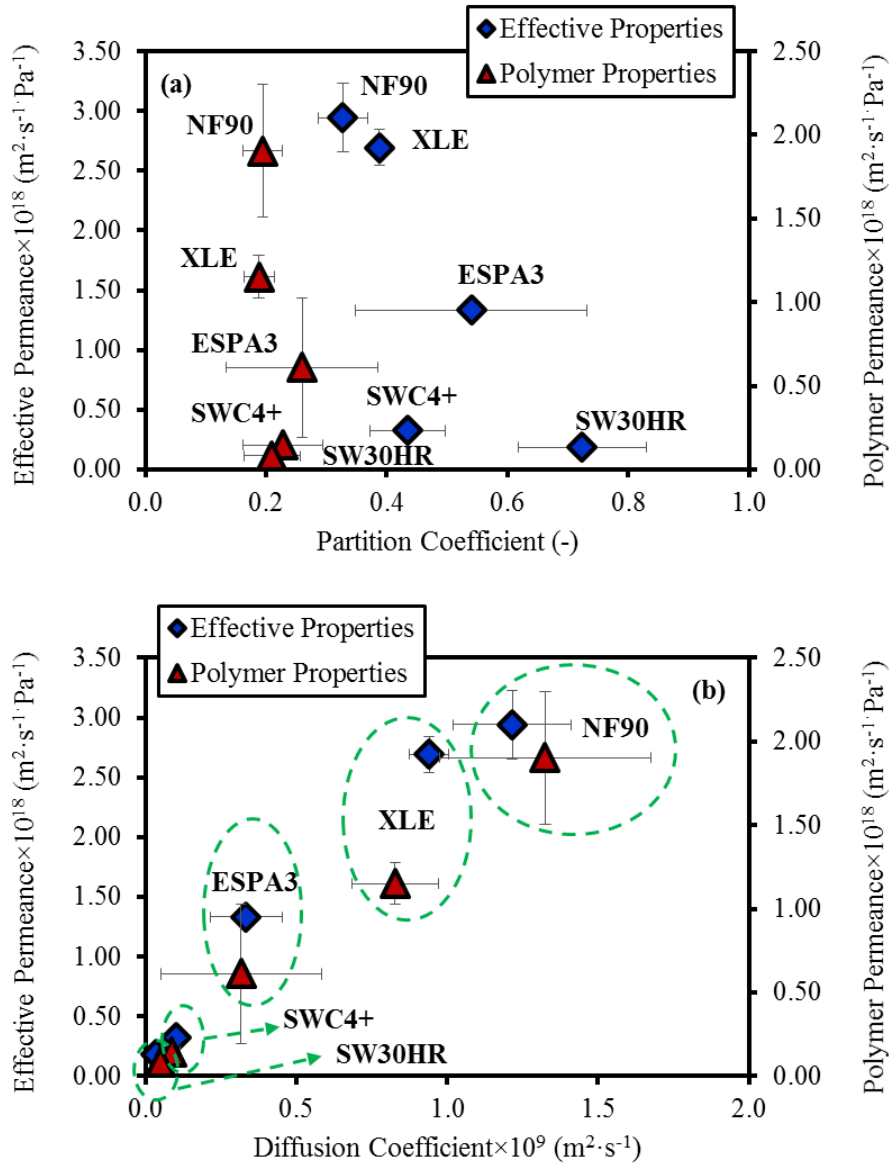 Effective Properties
Polymer Properties
(a)
3.50
3.00
2.50
2.00
1.50
1.00
0.50
0.00
Effective Permeance×10¹⁸ (m²·s⁻¹·Pa⁻¹)
2.50
2.00
1.50
1.00
0.50
0.00
Polymer Permeance×10¹⁸ (m²·s⁻¹·Pa⁻¹)
NF90
NF90
XLE
XLE
ESPA3
ESPA3
SWC4+
SWC4+
SW30HR
SW30HR
0.0 0.2 0.4 0.6 0.8 1.0
Partition Coefficient (-)
Effective Properties
Polymer Properties
(b)
3.50
3.00
2.50
2.00
1.50
1.00
0.50
0.00
Effective Permeance×10¹⁸ (m²·s⁻¹·Pa⁻¹)
2.50
2.00
1.50
1.00
0.50
0.00
Polymer Permeance×10¹⁸ (m²·s⁻¹·Pa⁻¹)
NF90
XLE
ESPA3
SWC4+
SW30HR
0.0 0.5 1.0 1.5 2.0
Diffusion Coefficient×10⁹ (m²·s⁻¹)